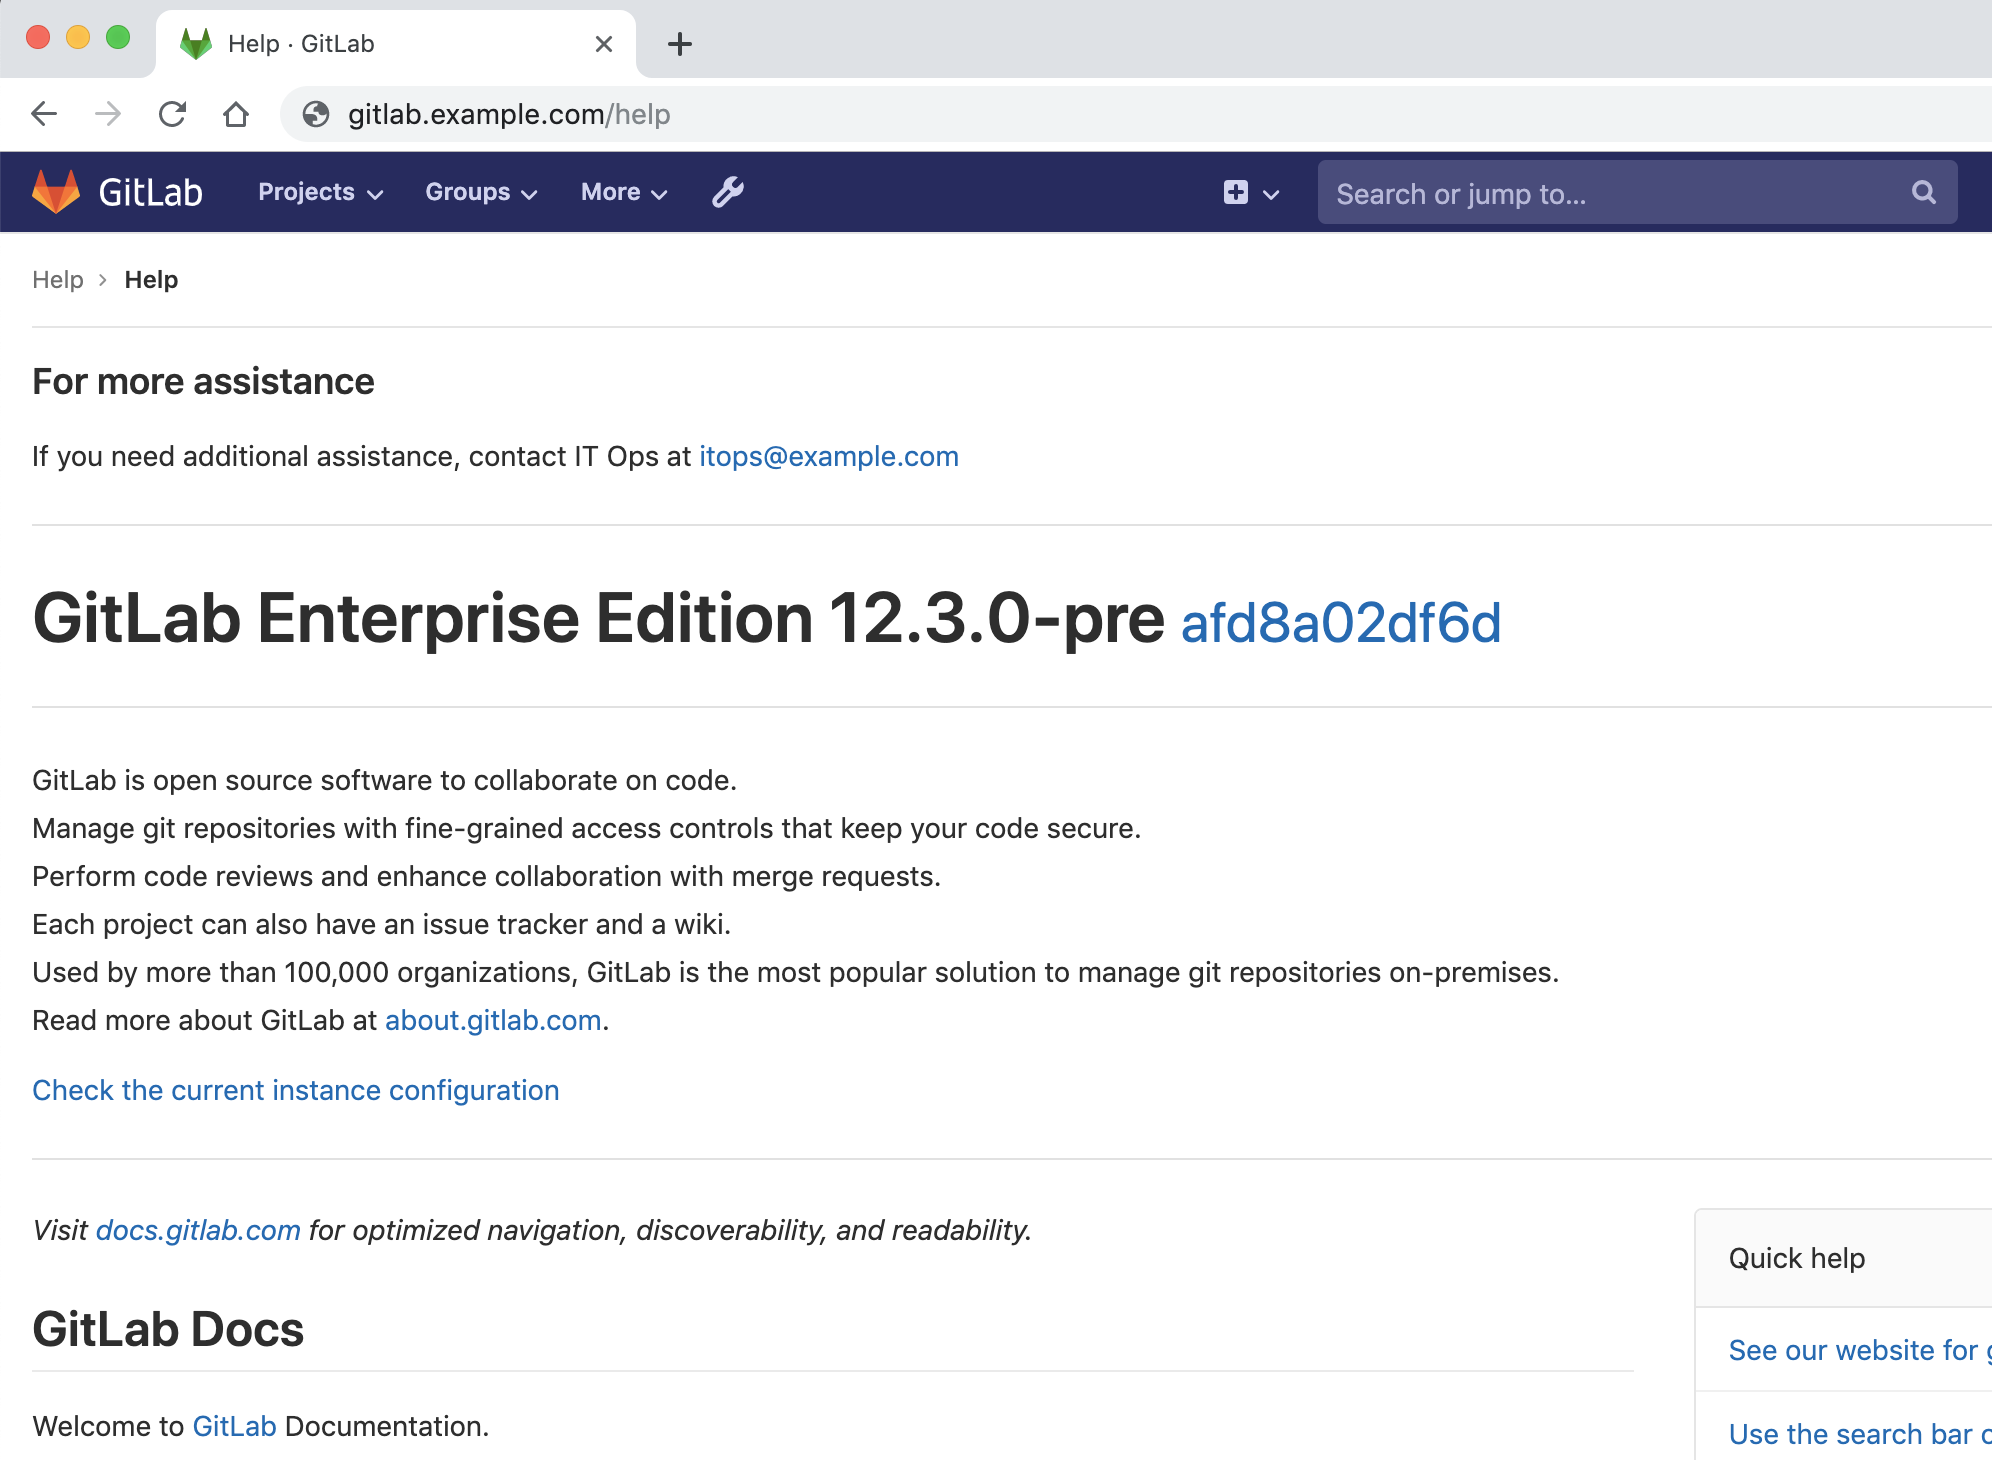 Help · GitLab
gitlab.example.com/help
GitLab Projects Groups More Search or jump to...
Help › Help
For more assistance
If you need additional assistance, contact IT Ops at itops@example.com
GitLab Enterprise Edition 12.3.0-pre afd8a02df6d
GitLab is open source software to collaborate on code.
Manage git repositories with fine-grained access controls that keep your code secure.
Perform code reviews and enhance collaboration with merge requests.
Each project can also have an issue tracker and a wiki.
Used by more than 100,000 organizations, GitLab is the most popular solution to manage git repositories on-premises.
Read more about GitLab at about.gitlab.com.
Check the current instance configuration
Visit docs.gitlab.com for optimized navigation, discoverability, and readability.
GitLab Docs
Welcome to GitLab Documentation.
Quick help
See our website for
Use the search bar